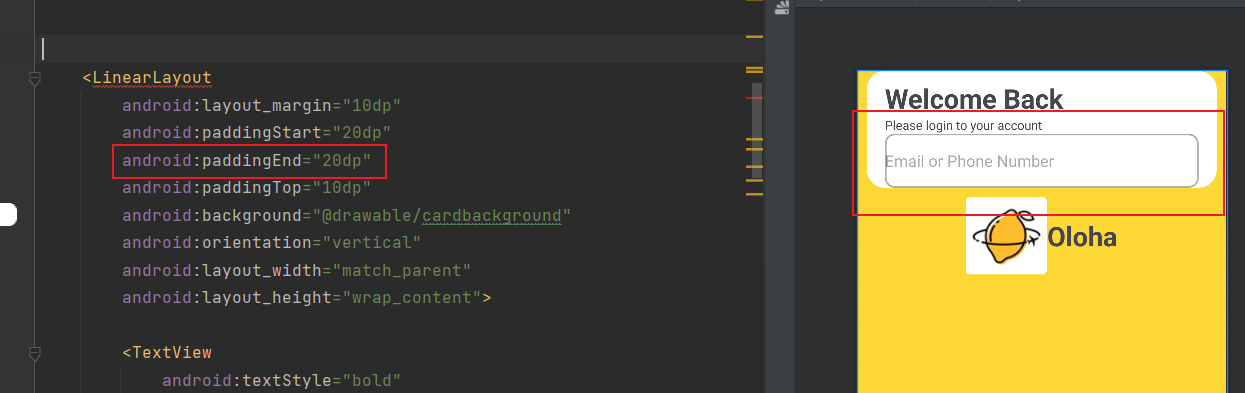 <LinearLayout
android:layout_margin="10dp"
android:paddingStart="20dp"
android:paddingEnd="20dp"
android:paddingTop="10dp"
android:background="@drawable/cardbackqround"
android:orientation="vertical"
android:layout_width="match_parent"
android:layout_height="wrap_content">
<TextView
android:textStyle="bold"
Welcome Back
Please login to your account
Email or Phone Number
Oloha